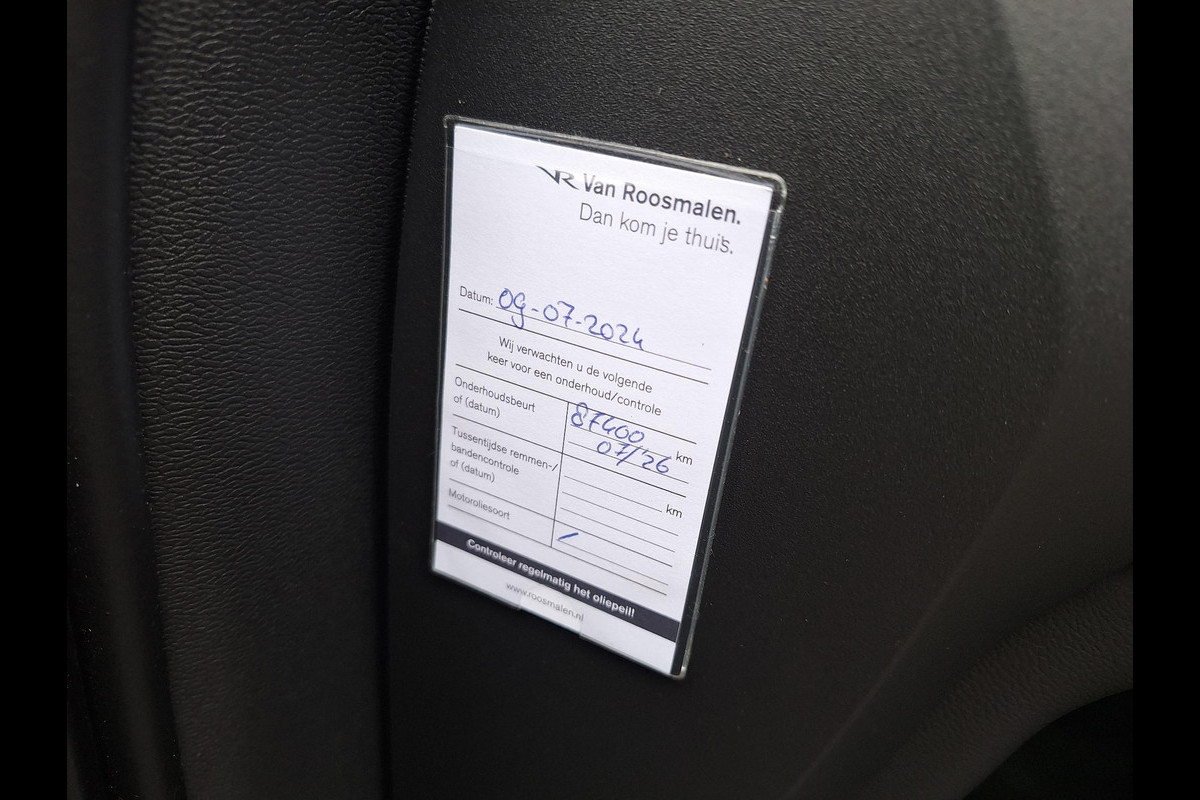 VR Van Roosmalen.
Dan kom je thuis.
Datum: 09-07-2024
Wij verwachten u de volgende
keer voor een onderhoud/controle
Onderhoudsbeurt 87400 km
of (datum) 07/26
Tussentijdse remmen-/
bandencontrole km
of (datum)
Motoroliesoort /
Controleer regelmatig het oliepeil!
www.roosmalen.nl